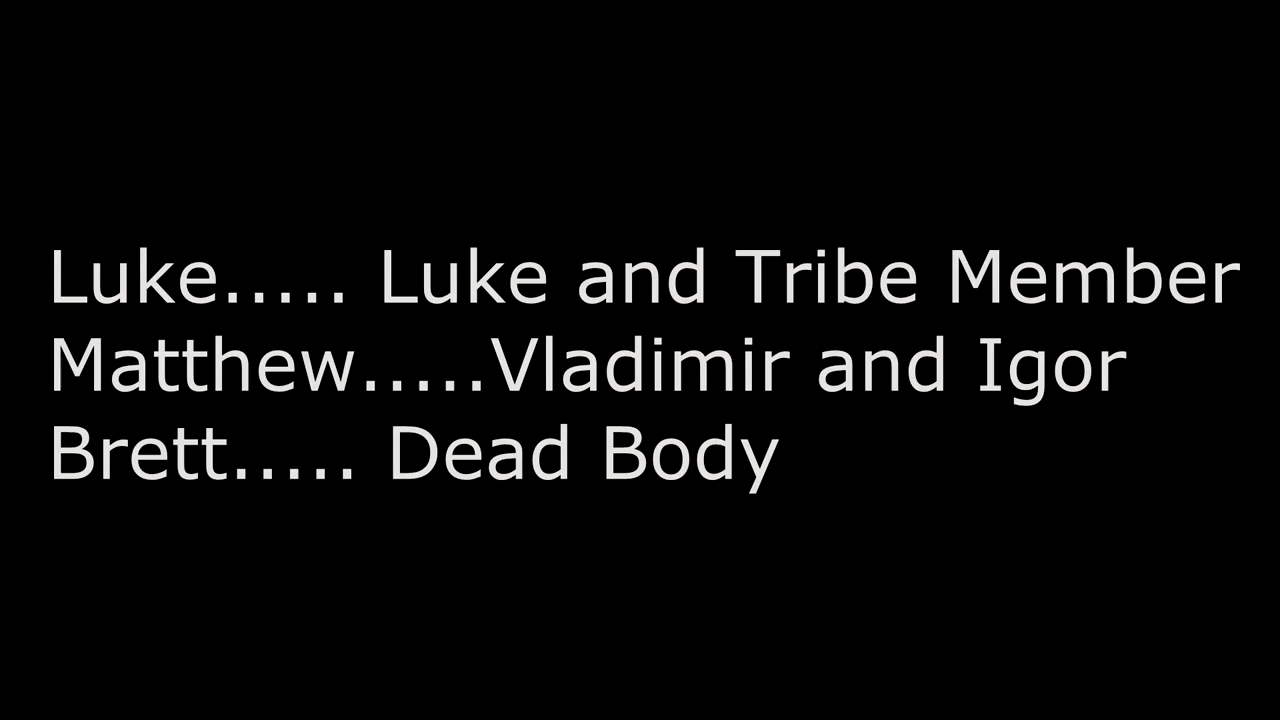 Luke..... Luke and Tribe Member
Matthew.....Vladimir and Igor
Brett..... Dead Body